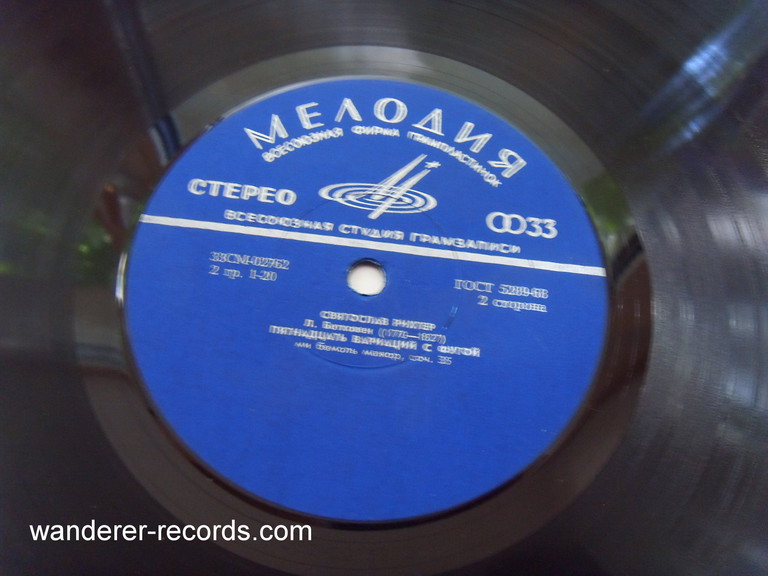 МЕЛОДИЯ
ВСЕСОЮЗНАЯ ФИРМА ГРАМПЛАСТИНОК
СТЕРЕО
33
ВСЕСОЮЗНАЯ СТУДИЯ ГРАМЗАПИСИ
33СМ-02762
2 гр. 1-20
ГОСТ 5289-68
2 сторона
СВЯТОСЛАВ РИХТЕР
Л. Бетховен (1770—1827)
ПЯТНАДЦАТЬ ВАРИАЦИЙ С ФУГОЙ
ми бемоль мажор, соч. 35
wanderer-records.com